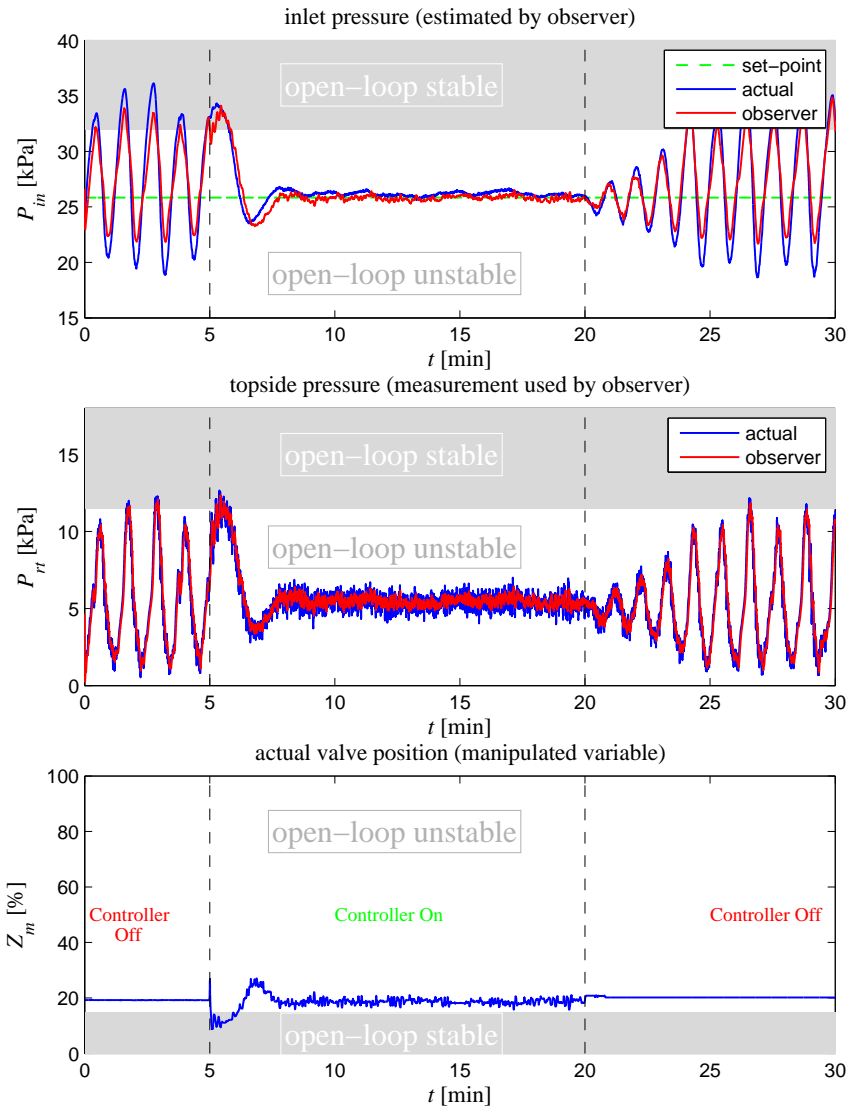 inlet pressure (estimated by observer)
40
35
30
25
20
15
P_in [kPa]
open−loop stable
open−loop unstable
set−point
actual
observer
0 5 10 15 20 25 30
t [min]
topside pressure (measurement used by observer)
15
10
5
0
P_rt [kPa]
open−loop stable
open−loop unstable
actual
observer
0 5 10 15 20 25 30
t [min]
actual valve position (manipulated variable)
100
80
60
40
20
0
Z_m [%]
open−loop unstable
Controller
Off
Controller On
Controller Off
open−loop stable
0 5 10 15 20 25 30
t [min]